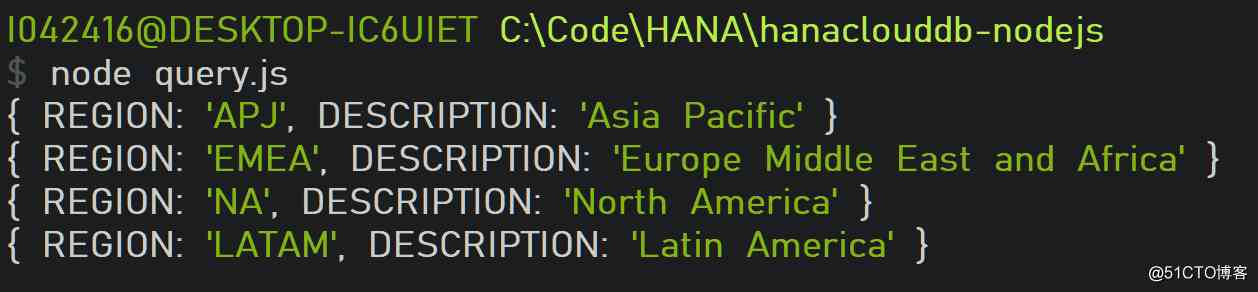 I042416@DESKTOP-IC6UIET C:\Code\HANA\hanaclouddb-nodejs
$ node query.js
{ REGION: 'APJ', DESCRIPTION: 'Asia Pacific' }
{ REGION: 'EMEA', DESCRIPTION: 'Europe Middle East and Africa' }
{ REGION: 'NA', DESCRIPTION: 'North America' }
{ REGION: 'LATAM', DESCRIPTION: 'Latin America' }
@51CTO博客